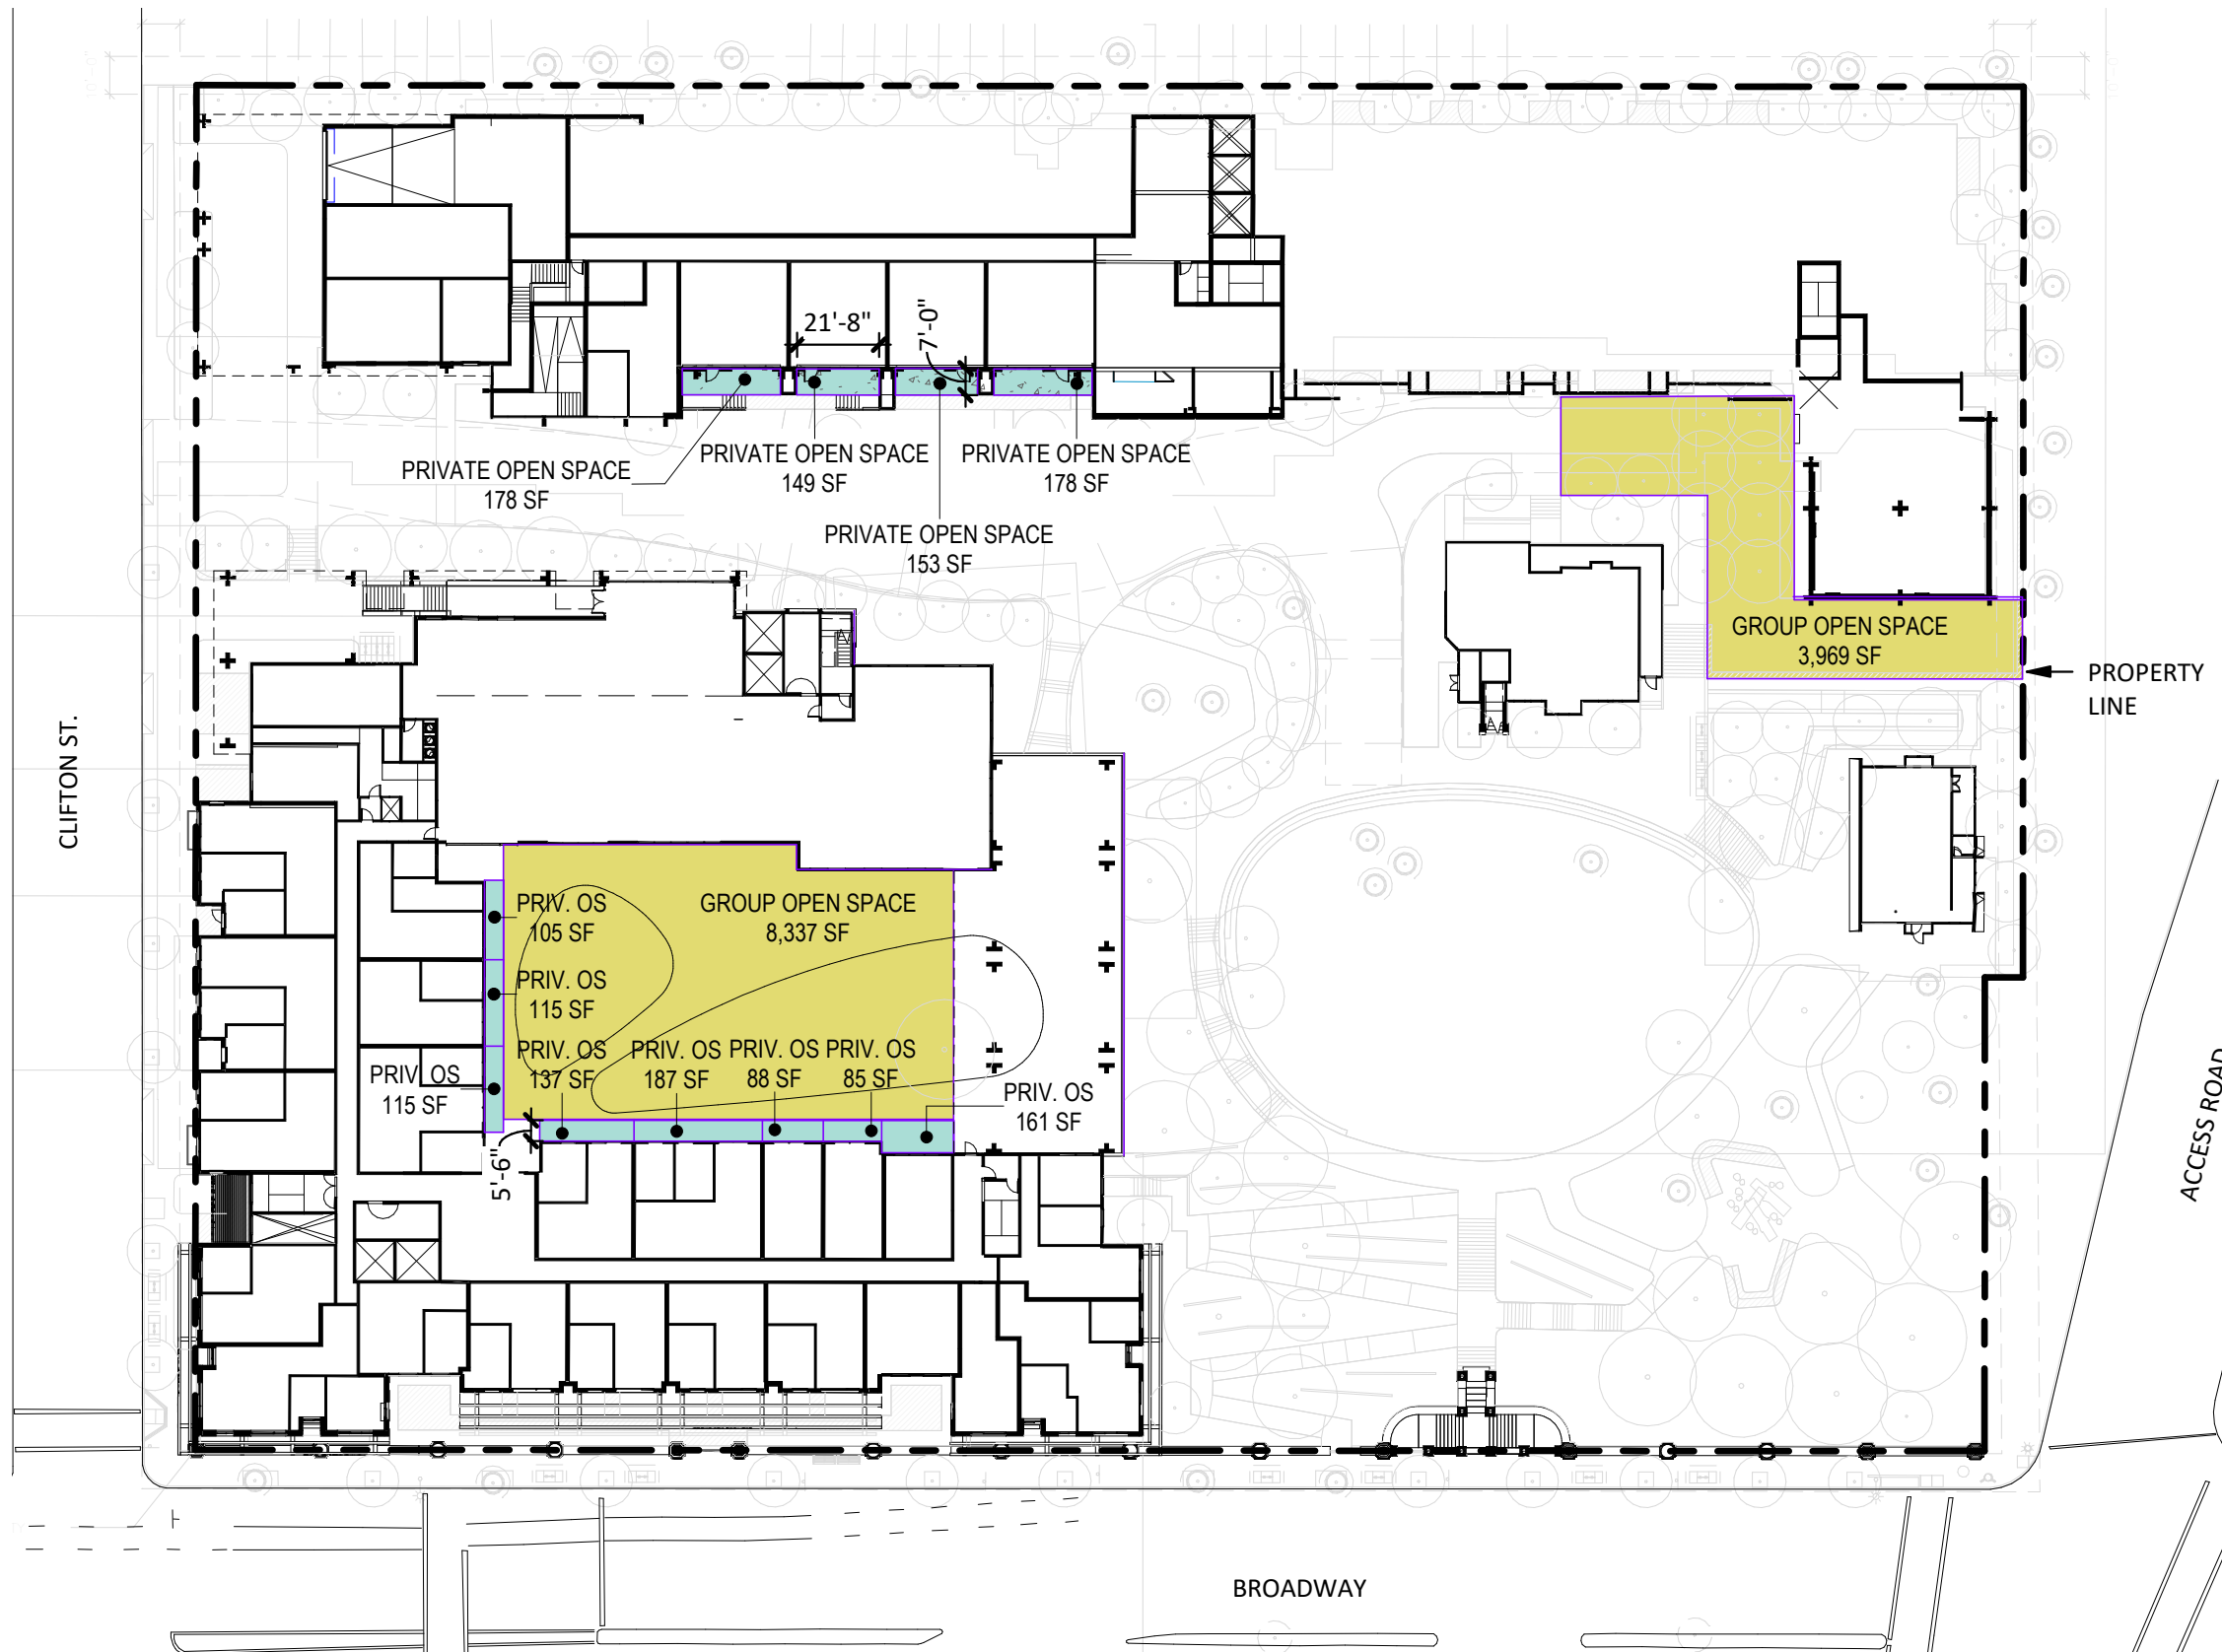 21'-8"
7'-0"
PRIVATE OPEN SPACE
178 SF
PRIVATE OPEN SPACE
149 SF
PRIVATE OPEN SPACE
178 SF
PRIVATE OPEN SPACE
153 SF
GROUP OPEN SPACE
3,969 SF
PROPERTY
LINE
CLIFTON ST.
PRIV. OS
105 SF
GROUP OPEN SPACE
8,337 SF
PRIV. OS
115 SF
PRIV. OS
115 SF
PRIV. OS
137 SF
PRIV. OS
187 SF
PRIV. OS
88 SF
PRIV. OS
85 SF
PRIV. OS
161 SF
5'-6"
ACCESS ROAD
BROADWAY